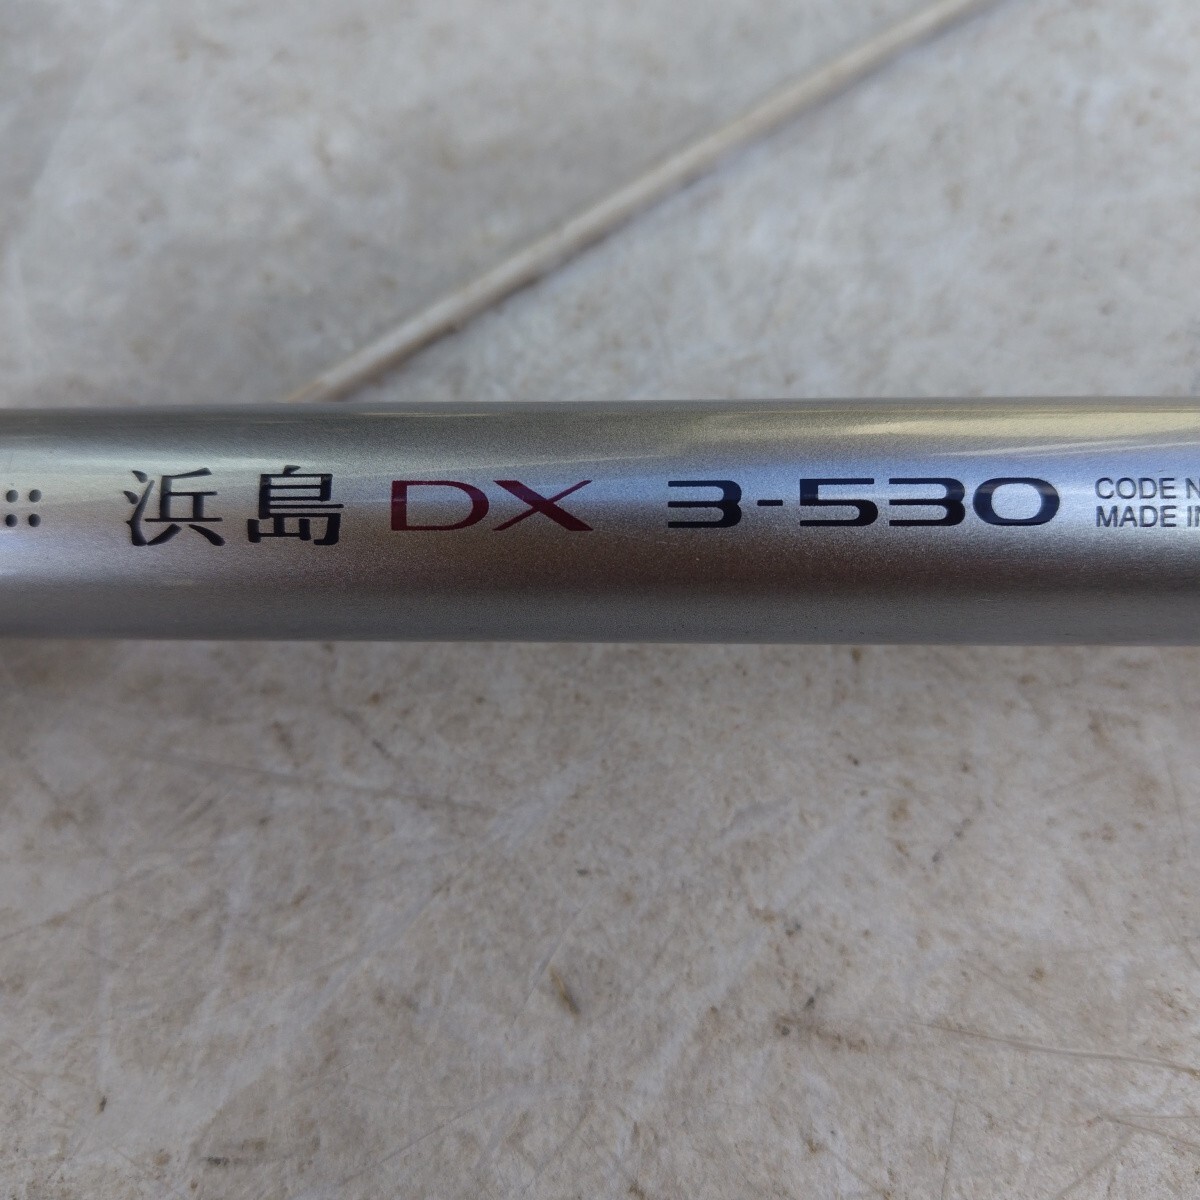 浜島 DX 3-530
CODE N
MADE IN